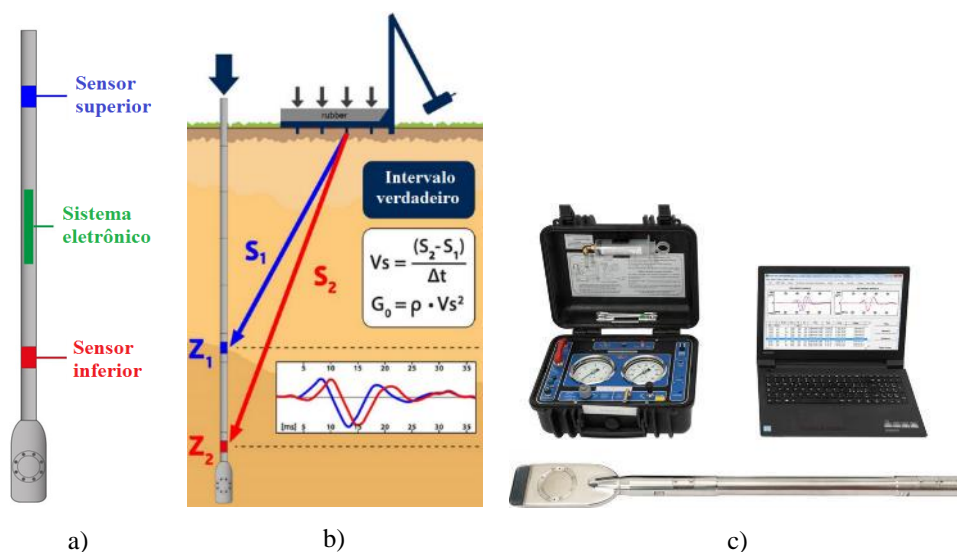 Sensor
superior
Sistema
eletrônico
Sensor
inferior
rubber
Intervalo
verdadeiro
Vs = (S₂-S₁)
Δt
G₀ = ρ · Vs²
S₁
S₂
Z₁
Z₂
5 10 15 20 25 30 35
[ms] 5 10 15 20 25 30 35
a)
b)
c)